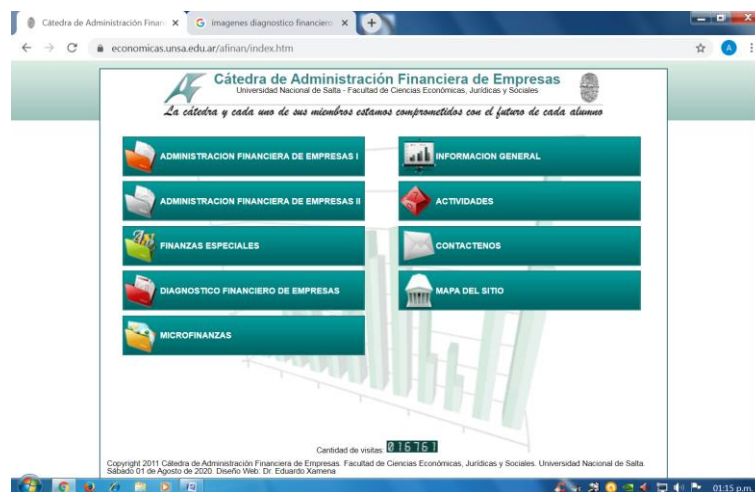 Cátedra de Administración Finan
imagenes diagnostico financiero
economicas.unsa.edu.ar/afinan/index.htm
A
Cátedra de Administración Financiera de Empresas
Universidad Nacional de Salta - Facultad de Ciencias Económicas, Jurídicas y Sociales
La cátedra y cada uno de sus miembros estamos comprometidos con el futuro de cada alumno
ADMINISTRACION FINANCIERA DE EMPRESAS I
INFORMACION GENERAL
ADMINISTRACION FINANCIERA DE EMPRESAS II
ACTIVIDADES
FINANZAS ESPECIALES
CONTACTENOS
DIAGNOSTICO FINANCIERO DE EMPRESAS
MAPA DEL SITIO
MICROFINANZAS
Cantidad de visitas: 016761
Copyright 2011 Cátedra de Administración Financiera de Empresas. Facultad de Ciencias Económicas, Jurídicas y Sociales. Universidad Nacional de Salta.
Sábado 01 de Agosto de 2020. Diseño Web: Dr. Eduardo Xamena
01:15 p.m.